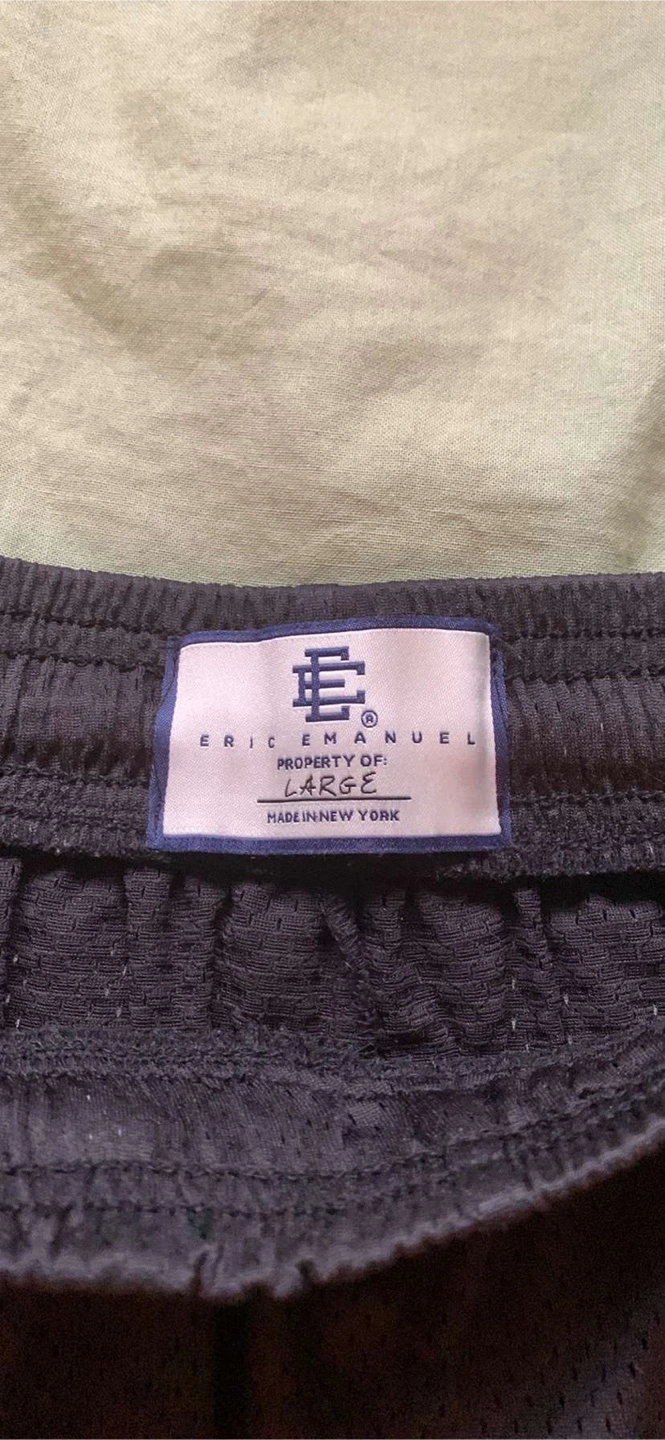 EE®
ERIC EMANUEL
PROPERTY OF:
LARGE
MADE IN NEW YORK